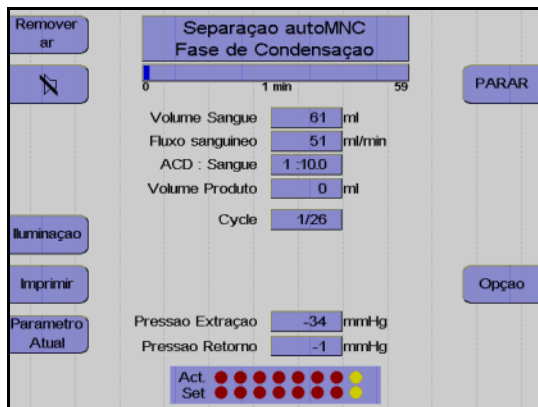 Remover
ar
Separaçao autoMNC
Fase de Condensaçao
0 1 min 59
PARAR
Volume Sangue 61 ml
Fluxo sanguineo 51 ml/min
ACD : Sangue 1 :10.0
Volume Produto 0 ml
Cycle 1/26
Iluminaçao
Imprimir
Opçao
Parametro
Atual
Pressao Extraçao -34 mmHg
Pressao Retorno -1 mmHg
Act.
Set